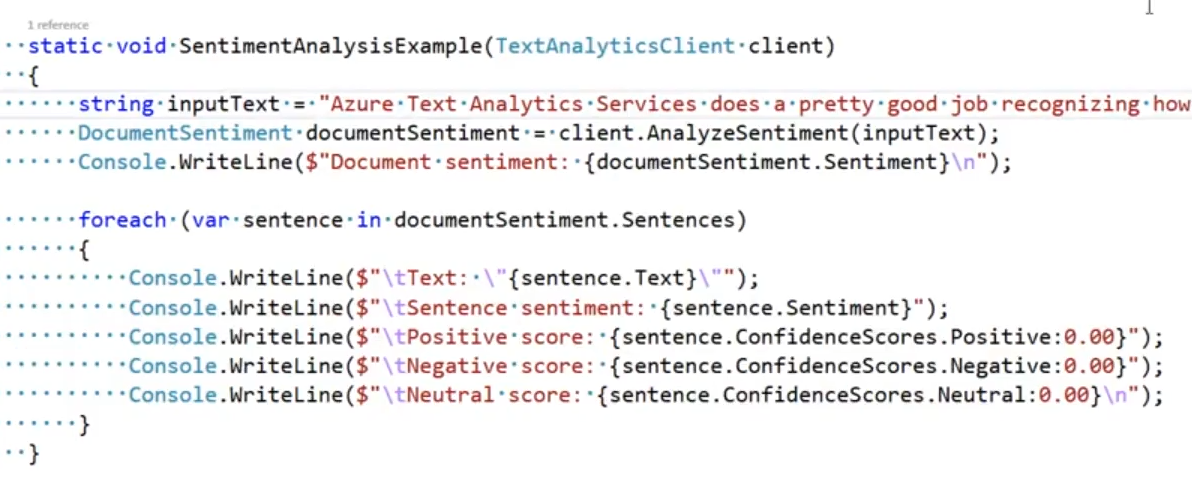 1 reference
static void SentimentAnalysisExample(TextAnalyticsClient client)
{
string inputText = "Azure Text Analytics Services does a pretty good job recognizing how
DocumentSentiment documentSentiment = client.AnalyzeSentiment(inputText);
Console.WriteLine($"Document sentiment: {documentSentiment.Sentiment}\n");
foreach (var sentence in documentSentiment.Sentences)
{
Console.WriteLine($"\tText: \"{sentence.Text}\"");
Console.WriteLine($"\tSentence sentiment: {sentence.Sentiment}");
Console.WriteLine($"\tPositive score: {sentence.ConfidenceScores.Positive:0.00}");
Console.WriteLine($"\tNegative score: {sentence.ConfidenceScores.Negative:0.00}");
Console.WriteLine($"\tNeutral score: {sentence.ConfidenceScores.Neutral:0.00}\n");
}
}